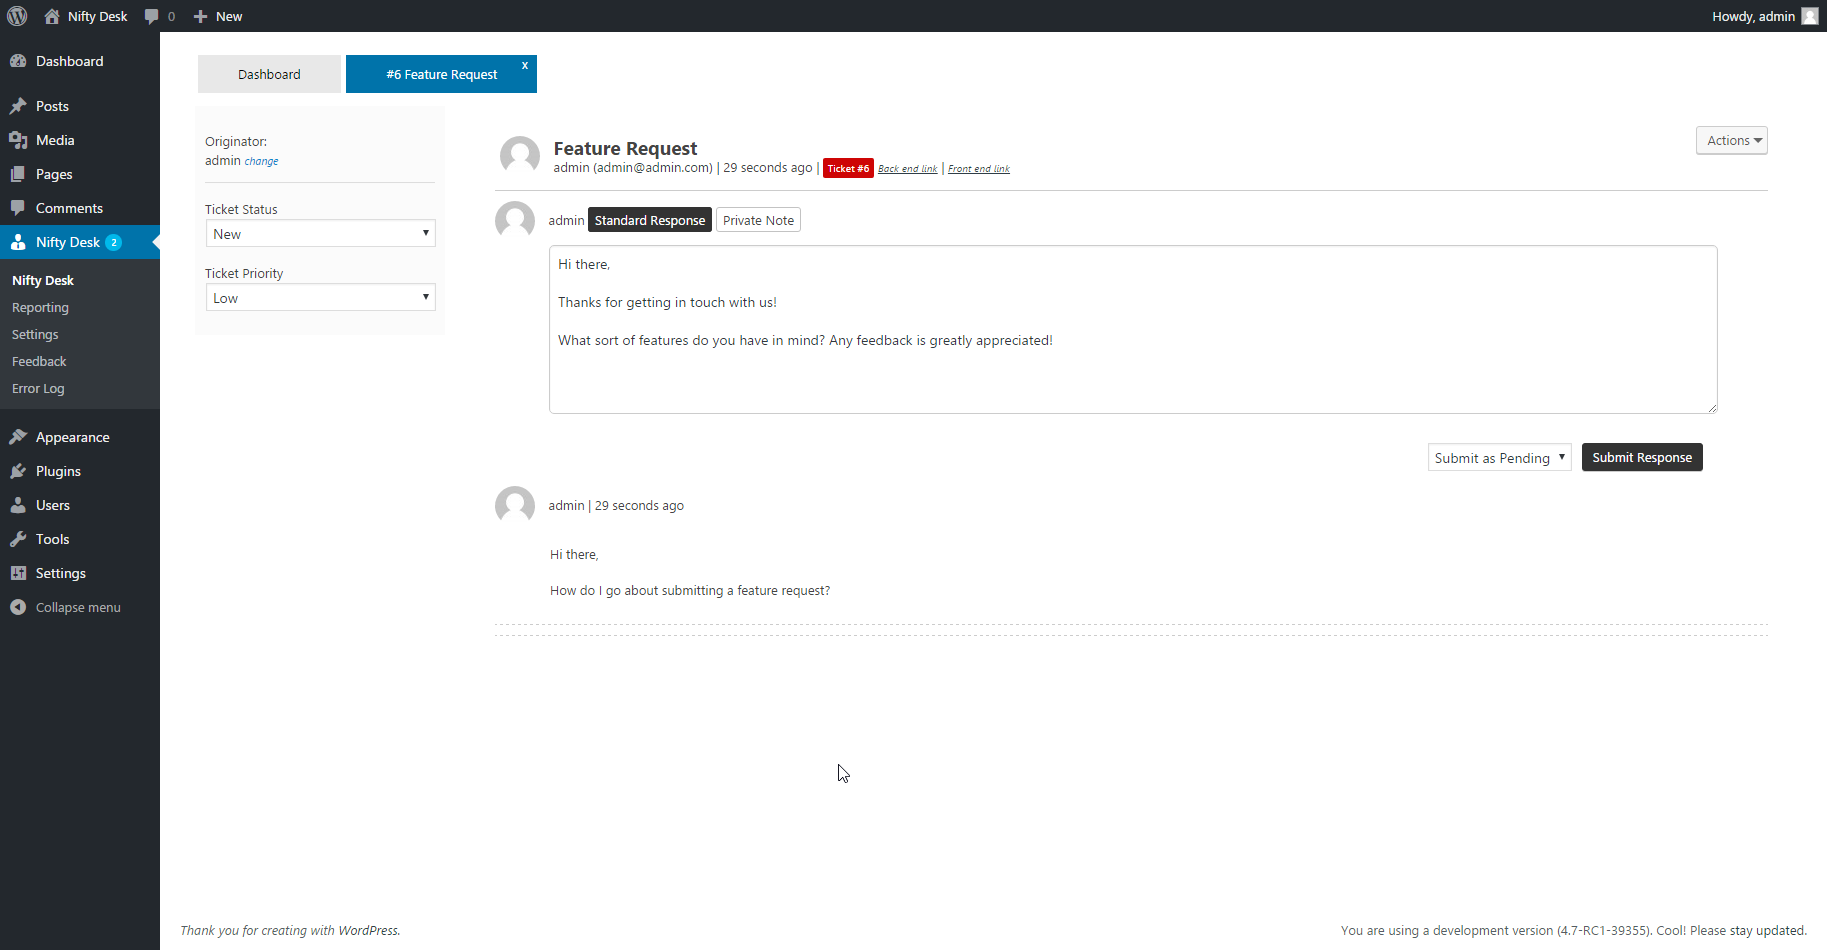 Nifty Desk 0 New Howdy, admin
Dashboard
Posts
Media
Pages
Comments
Nifty Desk 2
Nifty Desk
Reporting
Settings
Feedback
Error Log
Appearance
Plugins
Users
Tools
Settings
Collapse menu
Dashboard #6 Feature Request x
Originator:
admin change
Ticket Status
New
Ticket Priority
Low
Feature Request
admin (admin@admin.com) | 29 seconds ago | Ticket #6 Back end link | Front end link
Actions
admin Standard Response Private Note
Hi there,
Thanks for getting in touch with us!
What sort of features do you have in mind? Any feedback is greatly appreciated!
Submit as Pending Submit Response
admin | 29 seconds ago
Hi there,
How do I go about submitting a feature request?
Thank you for creating with WordPress.
You are using a development version (4.7-RC1-39355). Cool! Please stay updated.